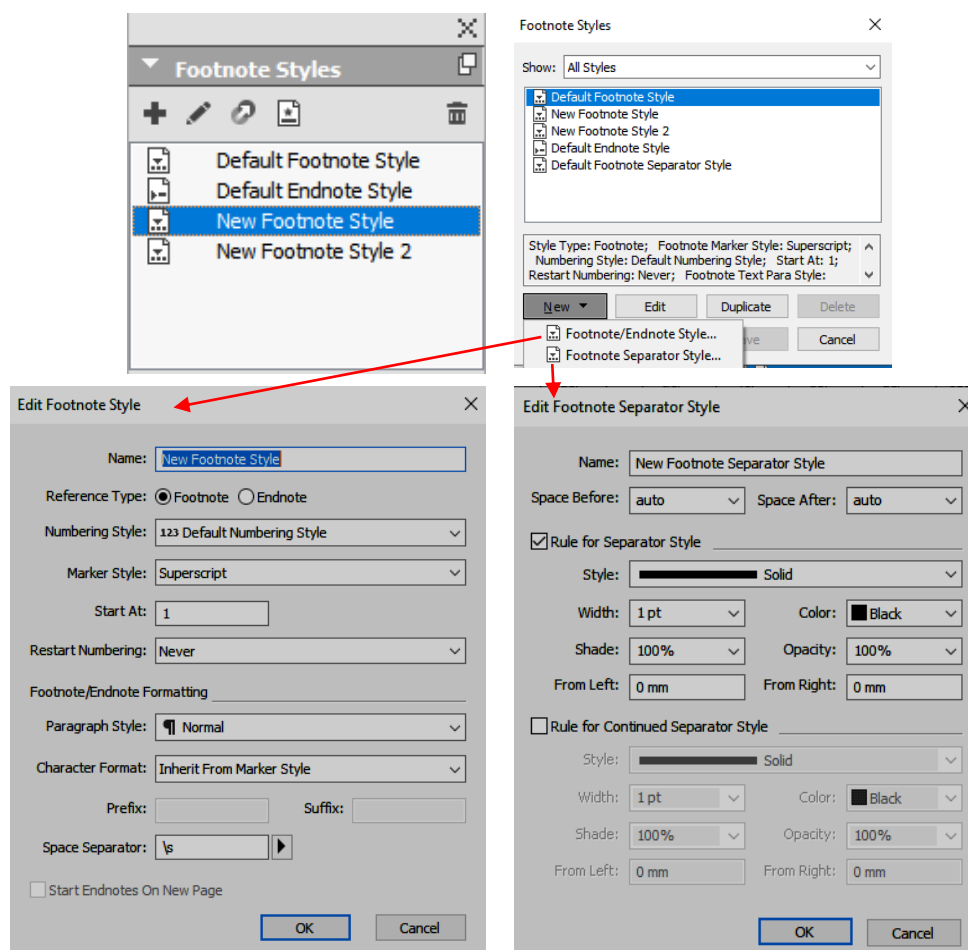 Footnote Styles
Default Footnote Style
Default Endnote Style
New Footnote Style
New Footnote Style 2
Footnote Styles
Show: All Styles
Default Footnote Style
New Footnote Style
New Footnote Style 2
Default Endnote Style
Default Footnote Separator Style
Style Type: Footnote; Footnote Marker Style: Superscript;
Numbering Style: Default Numbering Style; Start At: 1;
Restart Numbering: Never; Footnote Text Para Style:
New Edit Duplicate Delete
Footnote/Endnote Style...
Footnote Separator Style...
Cancel
Edit Footnote Style
Name: New Footnote Style
Reference Type: Footnote Endnote
Numbering Style: 123 Default Numbering Style
Marker Style: Superscript
Start At: 1
Restart Numbering: Never
Footnote/Endnote Formatting
Paragraph Style: ¶ Normal
Character Format: Inherit From Marker Style
Prefix: Suffix:
Space Separator: \s
Start Endnotes On New Page
OK Cancel
Edit Footnote Separator Style
Name: New Footnote Separator Style
Space Before: auto Space After: auto
Rule for Separator Style
Style: Solid
Width: 1 pt Color: Black
Shade: 100% Opacity: 100%
From Left: 0 mm From Right: 0 mm
Rule for Continued Separator Style
Style: Solid
Width: 1 pt Color: Black
Shade: 100% Opacity: 100%
From Left: 0 mm From Right: 0 mm
OK Cancel